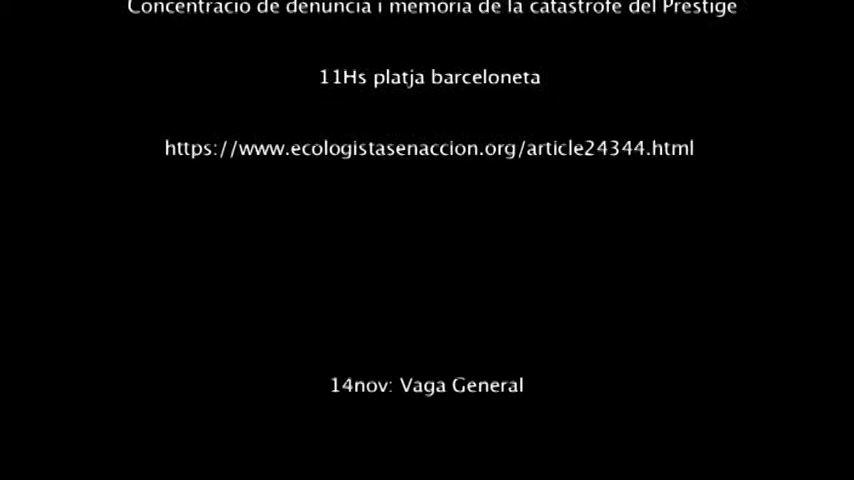 Concentració de denúncia i memòria de la catàstrofe del Prestige
11Hs platja barceloneta
https://www.ecologistasenaccion.org/article24344.html
14nov: Vaga General